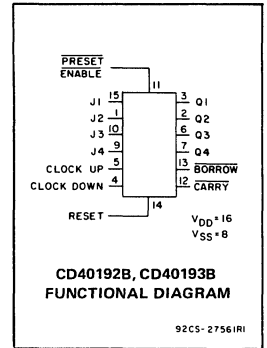 PRESET
ENABLE
11
J1 15 3 Q1
J2 1 2 Q2
J3 10 6 Q3
J4 9 7 Q4
CLOCK UP 5 13 BORROW
CLOCK DOWN 4 12 CARRY
RESET 14
VDD=16
VSS=8
CD40192B, CD40193B
FUNCTIONAL DIAGRAM
92CS-27561R1